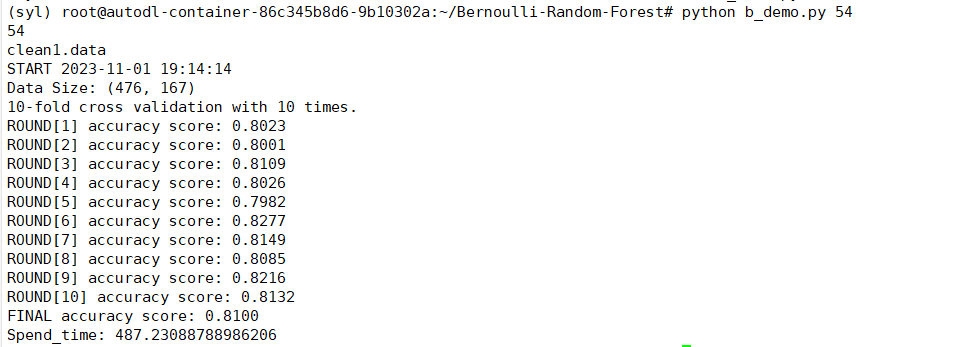 (syl) root@autodl-container-86c345b8d6-9b10302a:~/Bernoulli-Random-Forest# python b_demo.py 54
54
clean1.data
START 2023-11-01 19:14:14
Data Size: (476, 167)
10-fold cross validation with 10 times.
ROUND[1] accuracy score: 0.8023
ROUND[2] accuracy score: 0.8001
ROUND[3] accuracy score: 0.8109
ROUND[4] accuracy score: 0.8026
ROUND[5] accuracy score: 0.7982
ROUND[6] accuracy score: 0.8277
ROUND[7] accuracy score: 0.8149
ROUND[8] accuracy score: 0.8085
ROUND[9] accuracy score: 0.8216
ROUND[10] accuracy score: 0.8132
FINAL accuracy score: 0.8100
Spend_time: 487.23088788986206